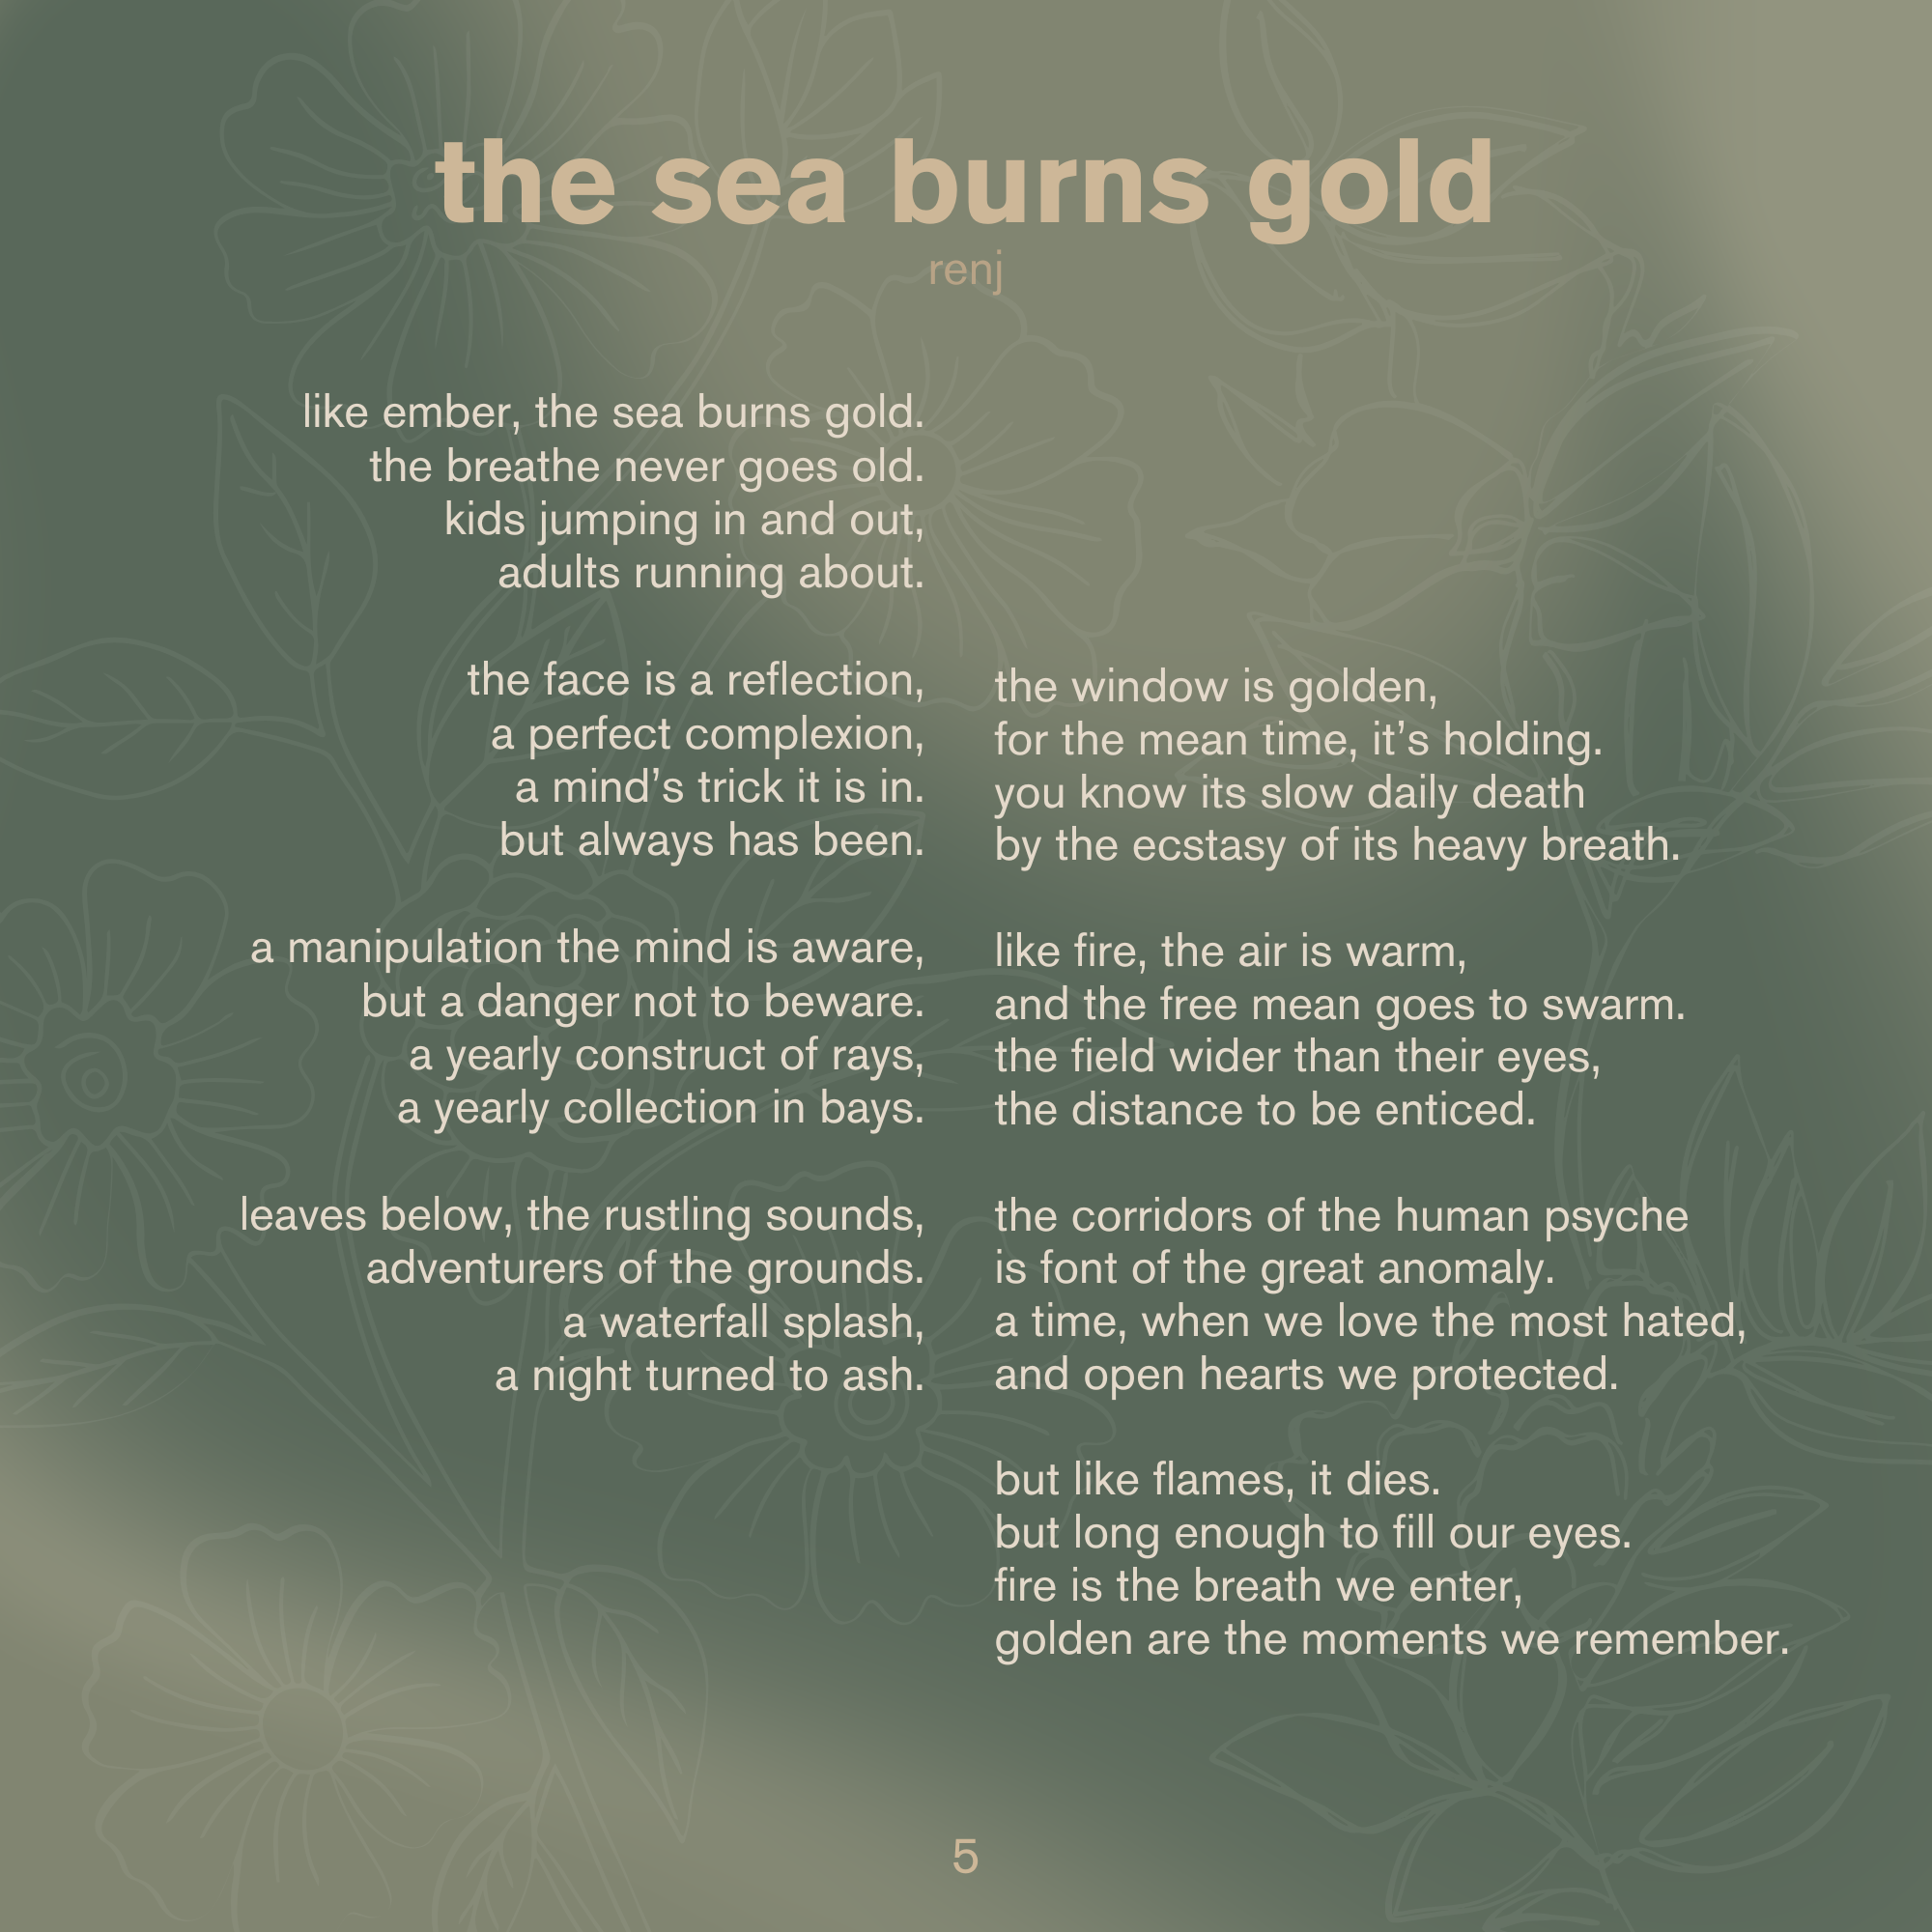 the sea burns gold
renj
like ember, the sea burns gold.
the breathe never goes old.
kids jumping in and out,
adults running about.
the face is a reflection,
a perfect complexion,
a mind’s trick it is in.
but always has been.
a manipulation the mind is aware,
but a danger not to beware.
a yearly construct of rays,
a yearly collection in bays.
leaves below, the rustling sounds,
adventurers of the grounds.
a waterfall splash,
a night turned to ash.
the window is golden,
for the mean time, it’s holding.
you know its slow daily death
by the ecstasy of its heavy breath.
like fire, the air is warm,
and the free mean goes to swarm.
the field wider than their eyes,
the distance to be enticed.
the corridors of the human psyche
is font of the great anomaly.
a time, when we love the most hated,
and open hearts we protected.
but like flames, it dies.
but long enough to fill our eyes.
fire is the breath we enter,
golden are the moments we remember.
5